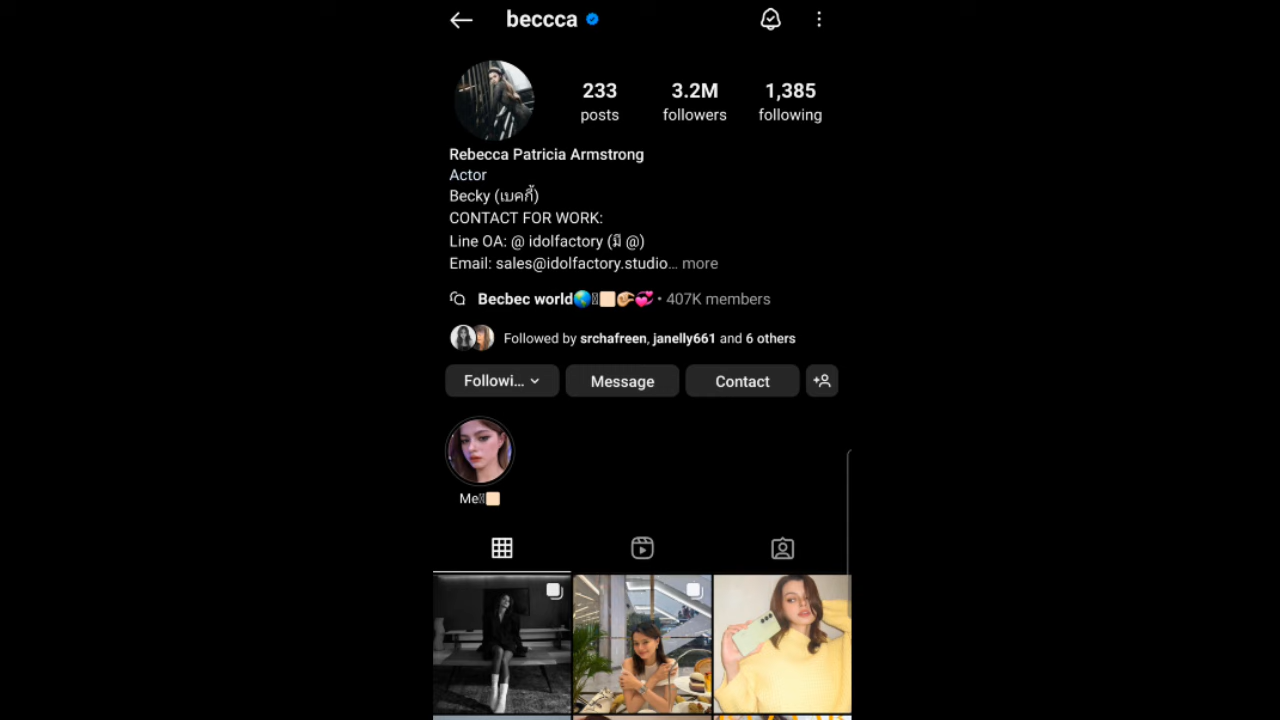 beccca
233 3.2M 1,385
posts followers following
Rebecca Patricia Armstrong
Actor
Becky (เบคกี้)
CONTACT FOR WORK:
Line OA: @ idolfactory (มี @)
Email: sales@idolfactory.studio... more
Becbec world🌏🏻🤏🏼💞 • 407K members
Followed by srchafreen, janelly661 and 6 others
Followi... Message Contact
Me🏻